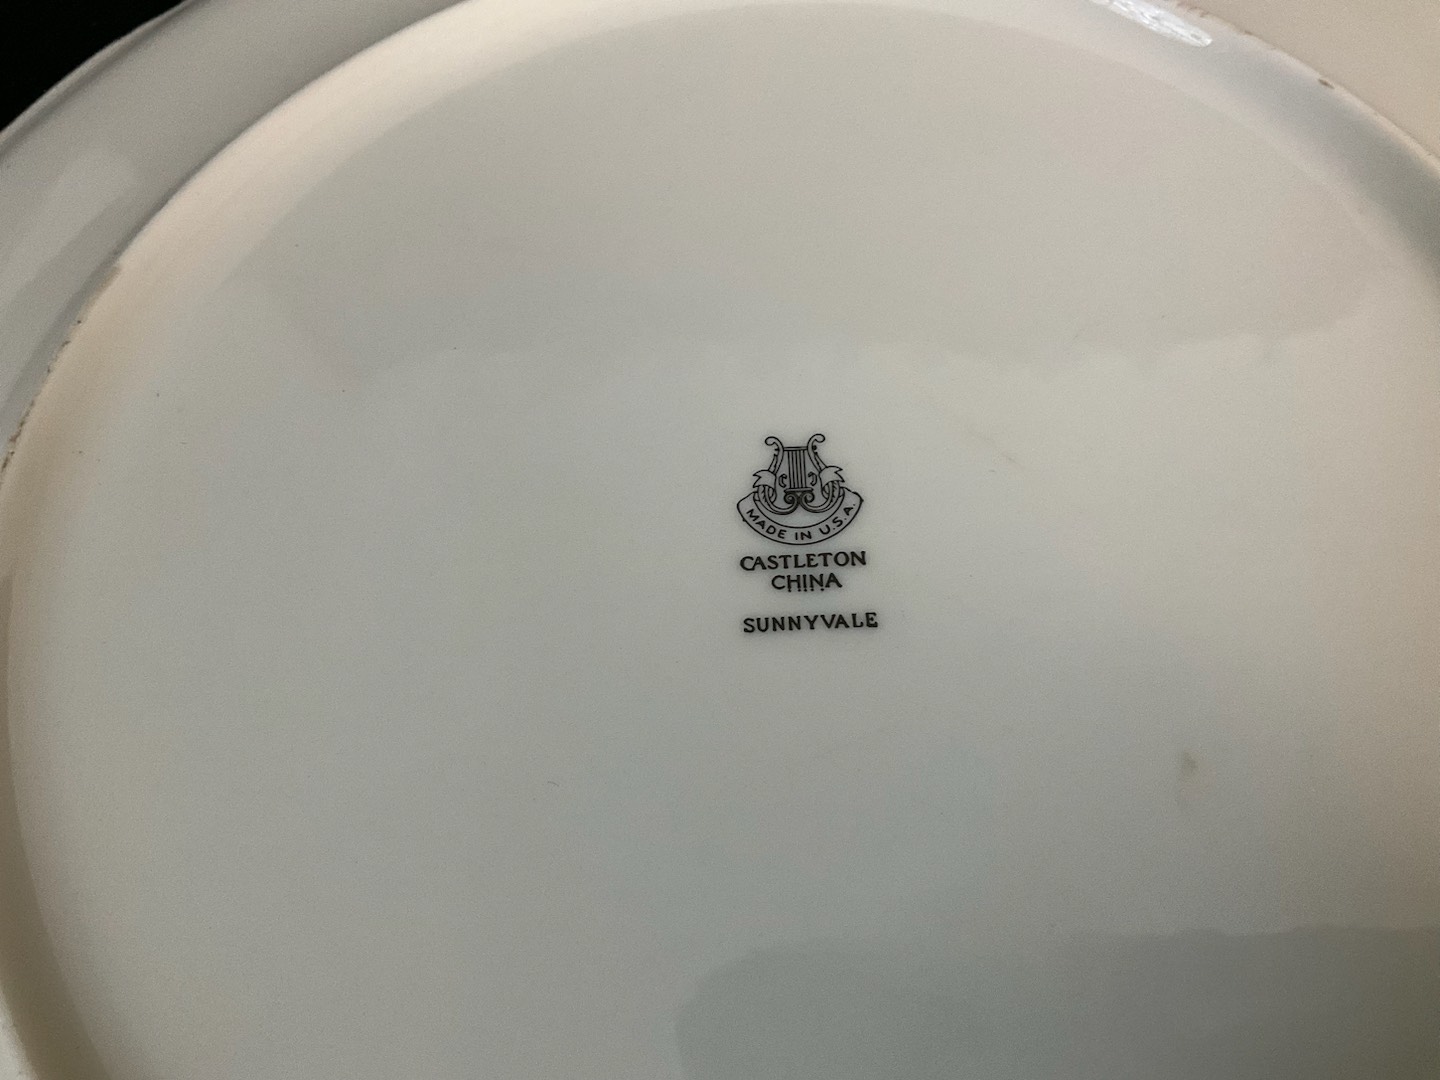 MADE IN U.S.A.
CASTLETON
CHINA
SUNNYVALE